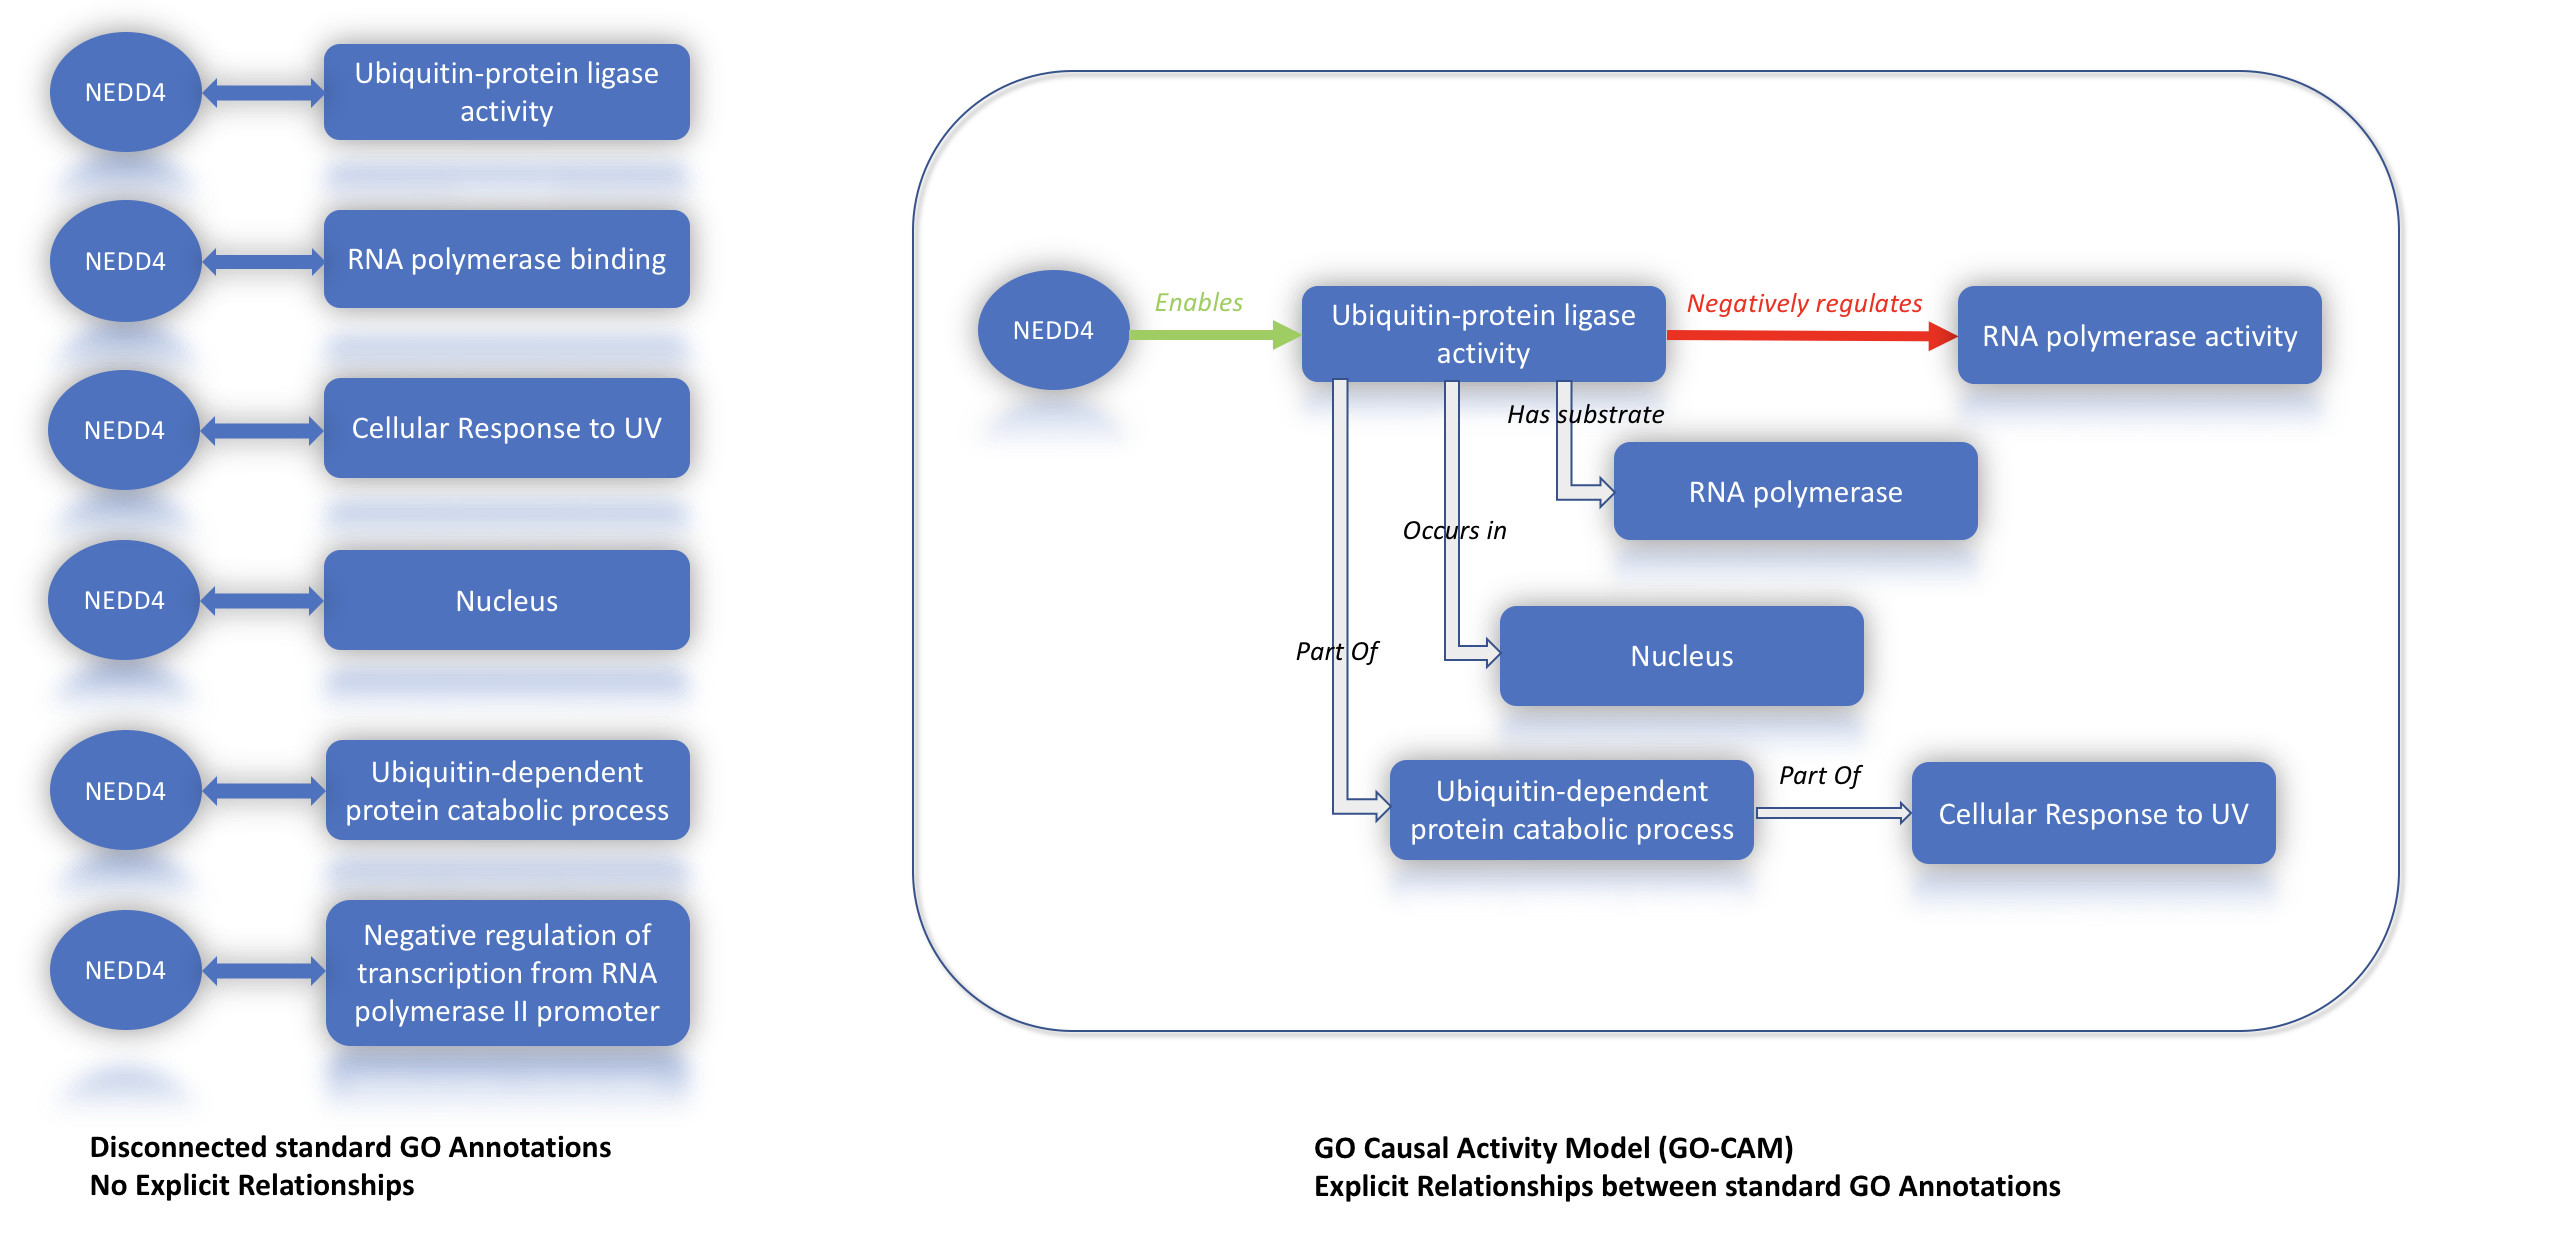 NEDD4
Ubiquitin-protein ligase
activity
NEDD4
RNA polymerase binding
NEDD4
Cellular Response to UV
NEDD4
Nucleus
NEDD4
Ubiquitin-dependent
protein catabolic process
NEDD4
Negative regulation of
transcription from RNA
polymerase II promoter
Disconnected standard GO Annotations
No Explicit Relationships
NEDD4
Enables
Ubiquitin-protein ligase
activity
Negatively regulates
RNA polymerase activity
Has substrate
RNA polymerase
Occurs in
Nucleus
Part Of
Ubiquitin-dependent
protein catabolic process
Part Of
Cellular Response to UV
GO Causal Activity Model (GO-CAM)
Explicit Relationships between standard GO Annotations